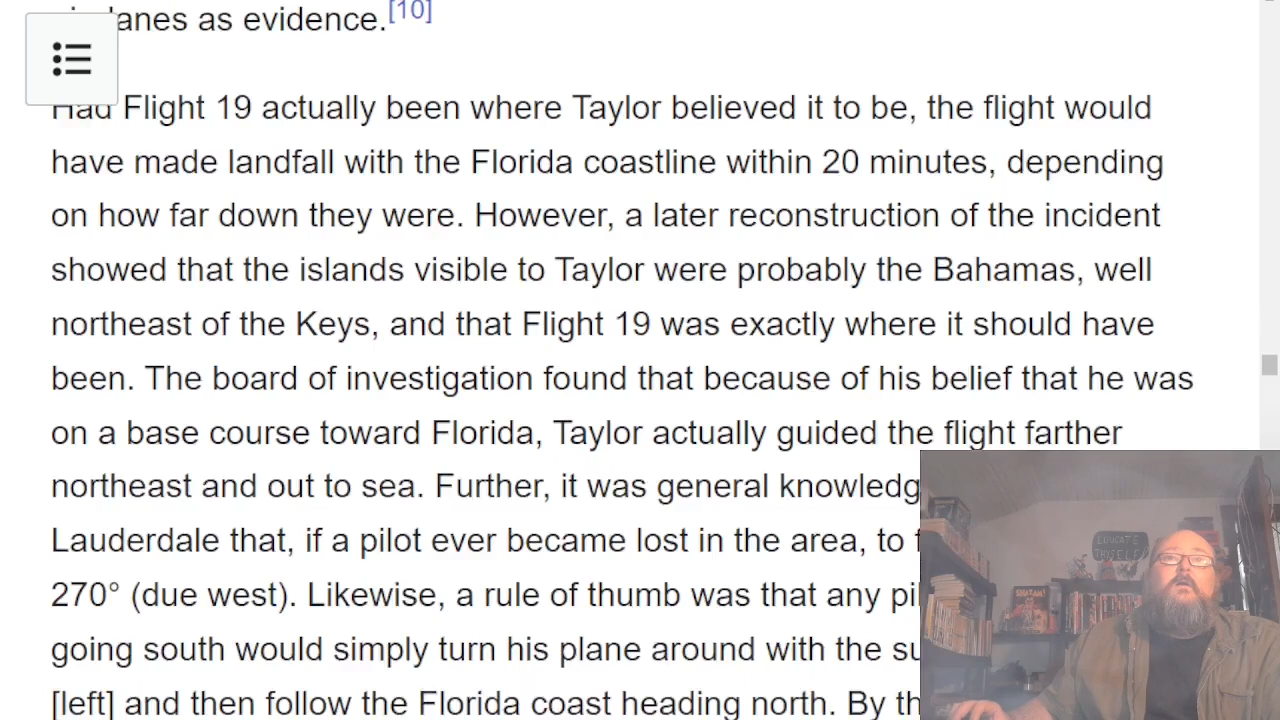 as evidence.[10]
Had Flight 19 actually been where Taylor believed it to be, the flight would
have made landfall with the Florida coastline within 20 minutes, depending
on how far down they were. However, a later reconstruction of the incident
showed that the islands visible to Taylor were probably the Bahamas, well
northeast of the Keys, and that Flight 19 was exactly where it should have
been. The board of investigation found that because of his belief that he was
on a base course toward Florida, Taylor actually guided the flight farther
northeast and out to sea. Further, it was general
Lauderdale that, if a pilot ever became lost in the area, to
270° (due west). Likewise, a rule of thumb was that any
going south would simply turn his plane around with the
[left] and then follow the Florida coast heading north. By
EDUCATE
THYSELF
SHAZAM!